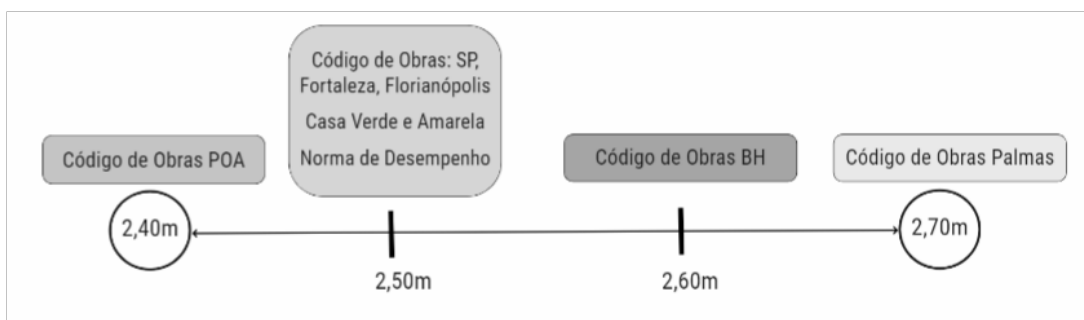 Código de Obras POA
Código de Obras: SP,
Fortaleza, Florianópolis
Casa Verde e Amarela
Norma de Desempenho
Código de Obras BH
Código de Obras Palmas
2,40m
2,50m
2,60m
2,70m